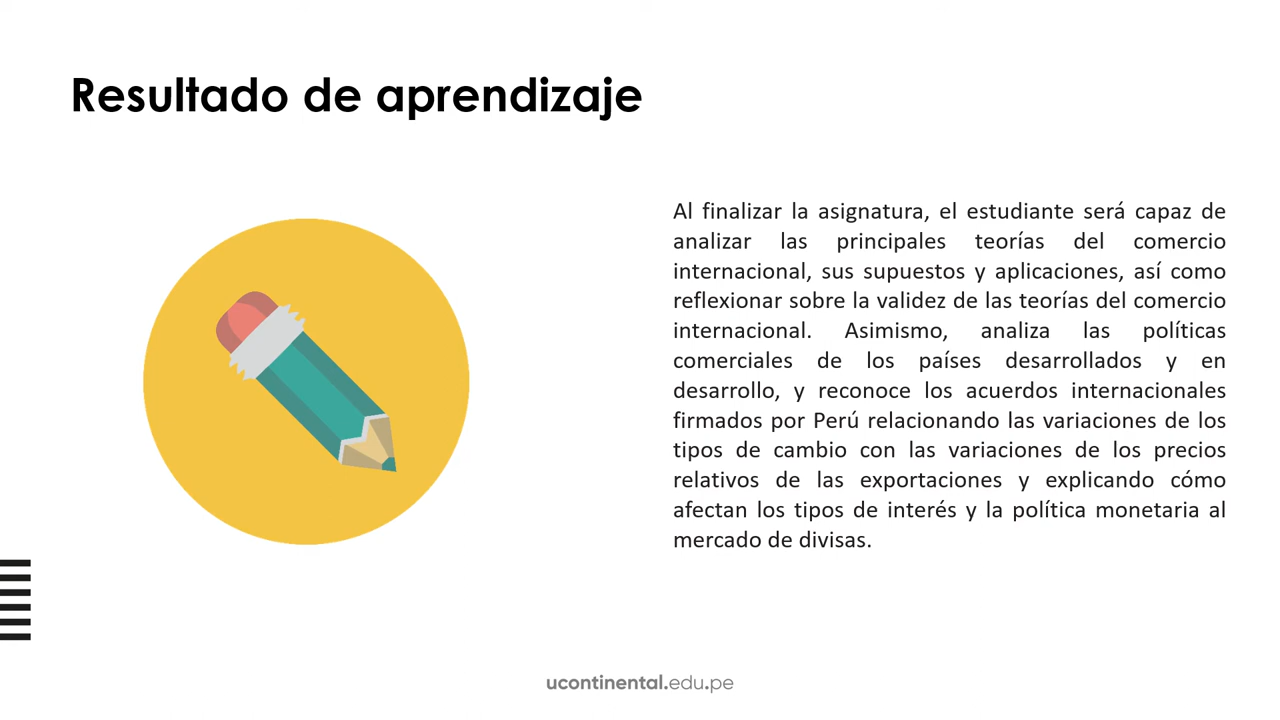 Resultado de aprendizaje
Al finalizar la asignatura, el estudiante será capaz de
analizar las principales teorías del comercio
internacional, sus supuestos y aplicaciones, así como
reflexionar sobre la validez de las teorías del comercio
internacional. Asimismo, analiza las políticas
comerciales de los países desarrollados y en
desarrollo, y reconoce los acuerdos internacionales
firmados por Perú relacionando las variaciones de los
tipos de cambio con las variaciones de los precios
relativos de las exportaciones y explicando cómo
afectan los tipos de interés y la política monetaria al
mercado de divisas.
ucontinental.edu.pe